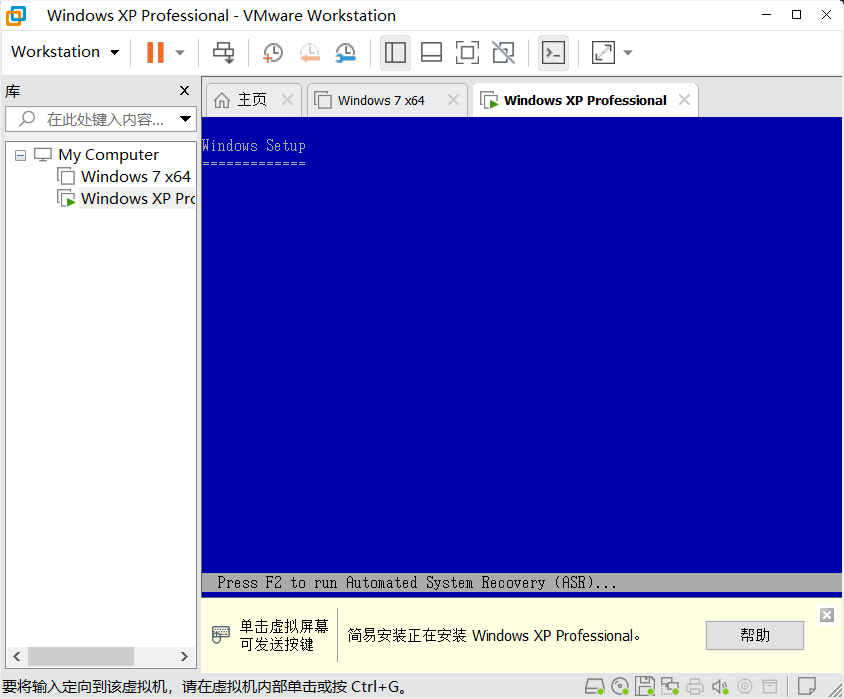 Windows XP Professional - VMware Workstation
Workstation
库
在此处键入内容...
My Computer
Windows 7 x64
Windows XP Pro
主页
Windows 7 x64
Windows XP Professional
Windows Setup
=============
Press F2 to run Automated System Recovery (ASR)...
单击虚拟屏幕
可发送按键
简易安装正在安装 Windows XP Professional。
帮助
要将输入定向到该虚拟机，请在虚拟机内部单击或按 Ctrl+G。